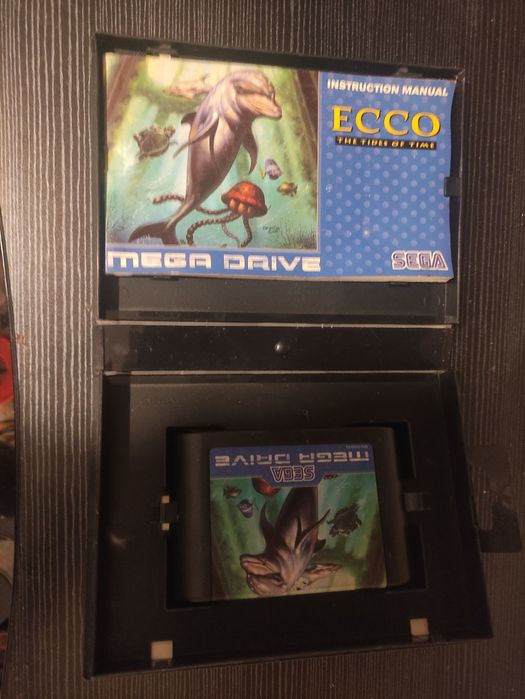 INSTRUCTION MANUAL
ECCO
THE TIDES OF TIME
MEGA DRIVE
SEGA
MEGA DRIVE
SEGA